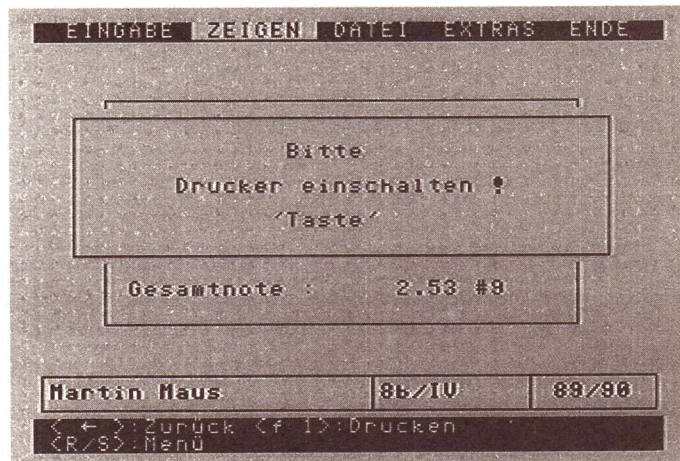 EINGABE ZEIGEN DATEI EXTRAS ENDE
Bitte
Drucker einschalten !
'Taste'
Gesamtnote : 2.53 #9
Martin Maus 8b/IV 89/90
< ← >:Zurück <f 1>:Drucken
<R/S>:Menü